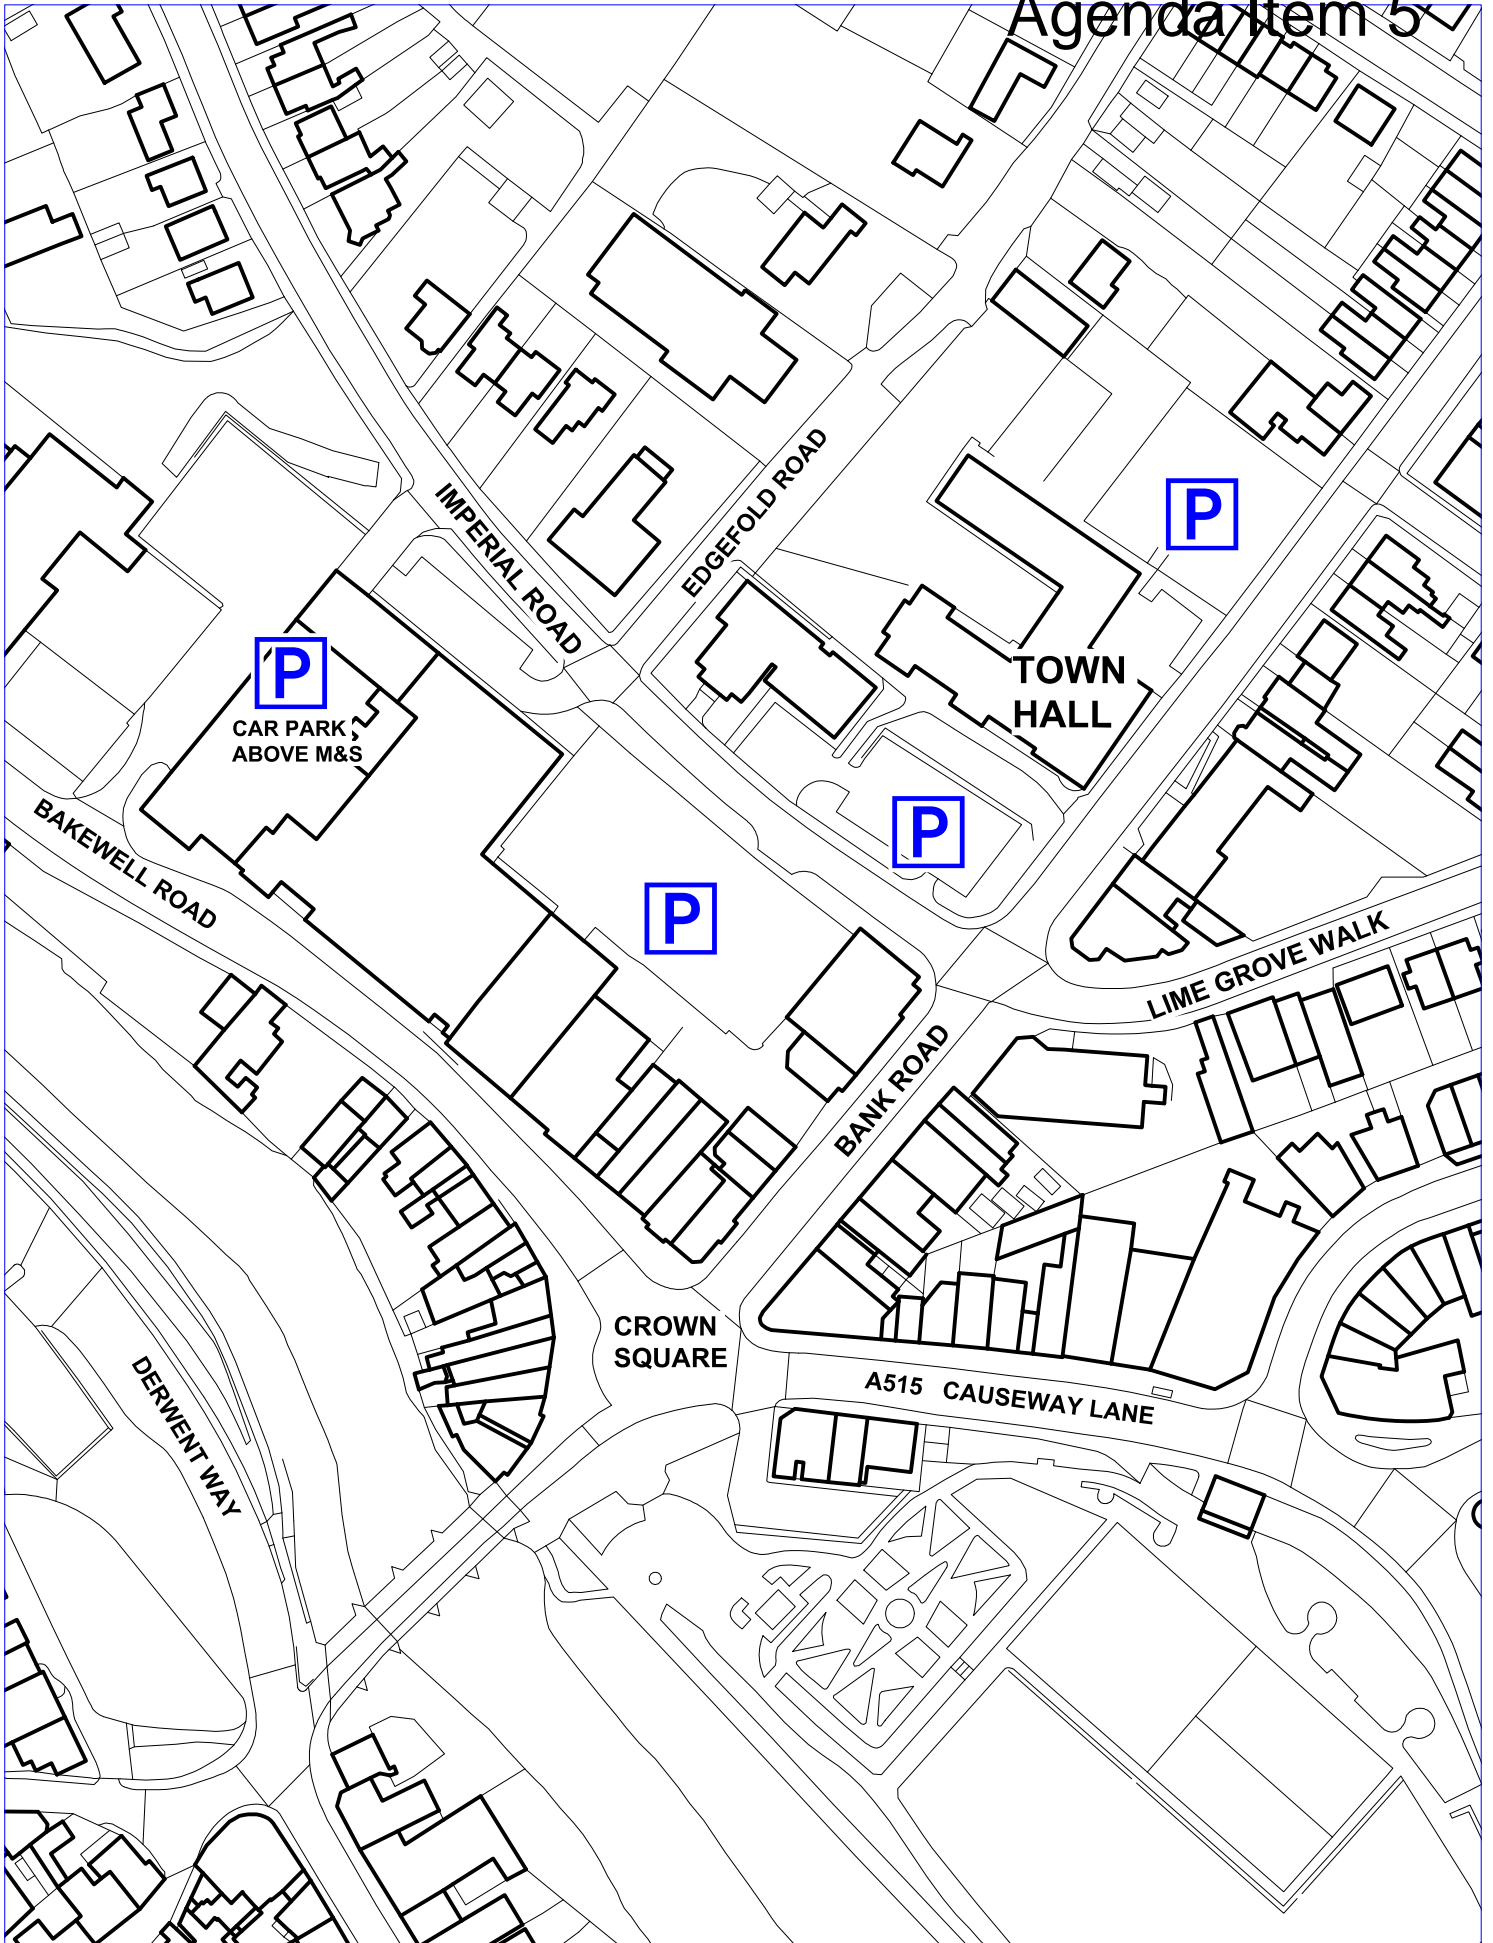 Agenda Item 5
EDGEFOLD ROAD
IMPERIAL ROAD
P
P
CAR PARK
ABOVE M&S
TOWN
HALL
P
BAKEWELL ROAD
P
LIME GROVE WALK
BANK ROAD
CROWN
SQUARE
A515 CAUSEWAY LANE
DERWENT WAY